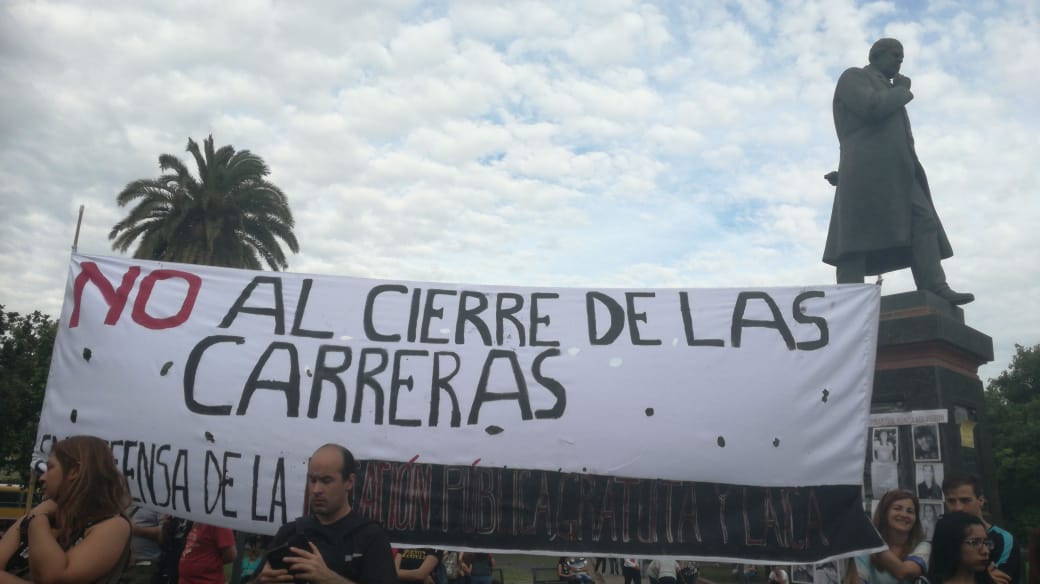 NO AL CIERRE DE LAS
CARRERAS
DE LA PÚBLICA GRATUITA Y LAICA